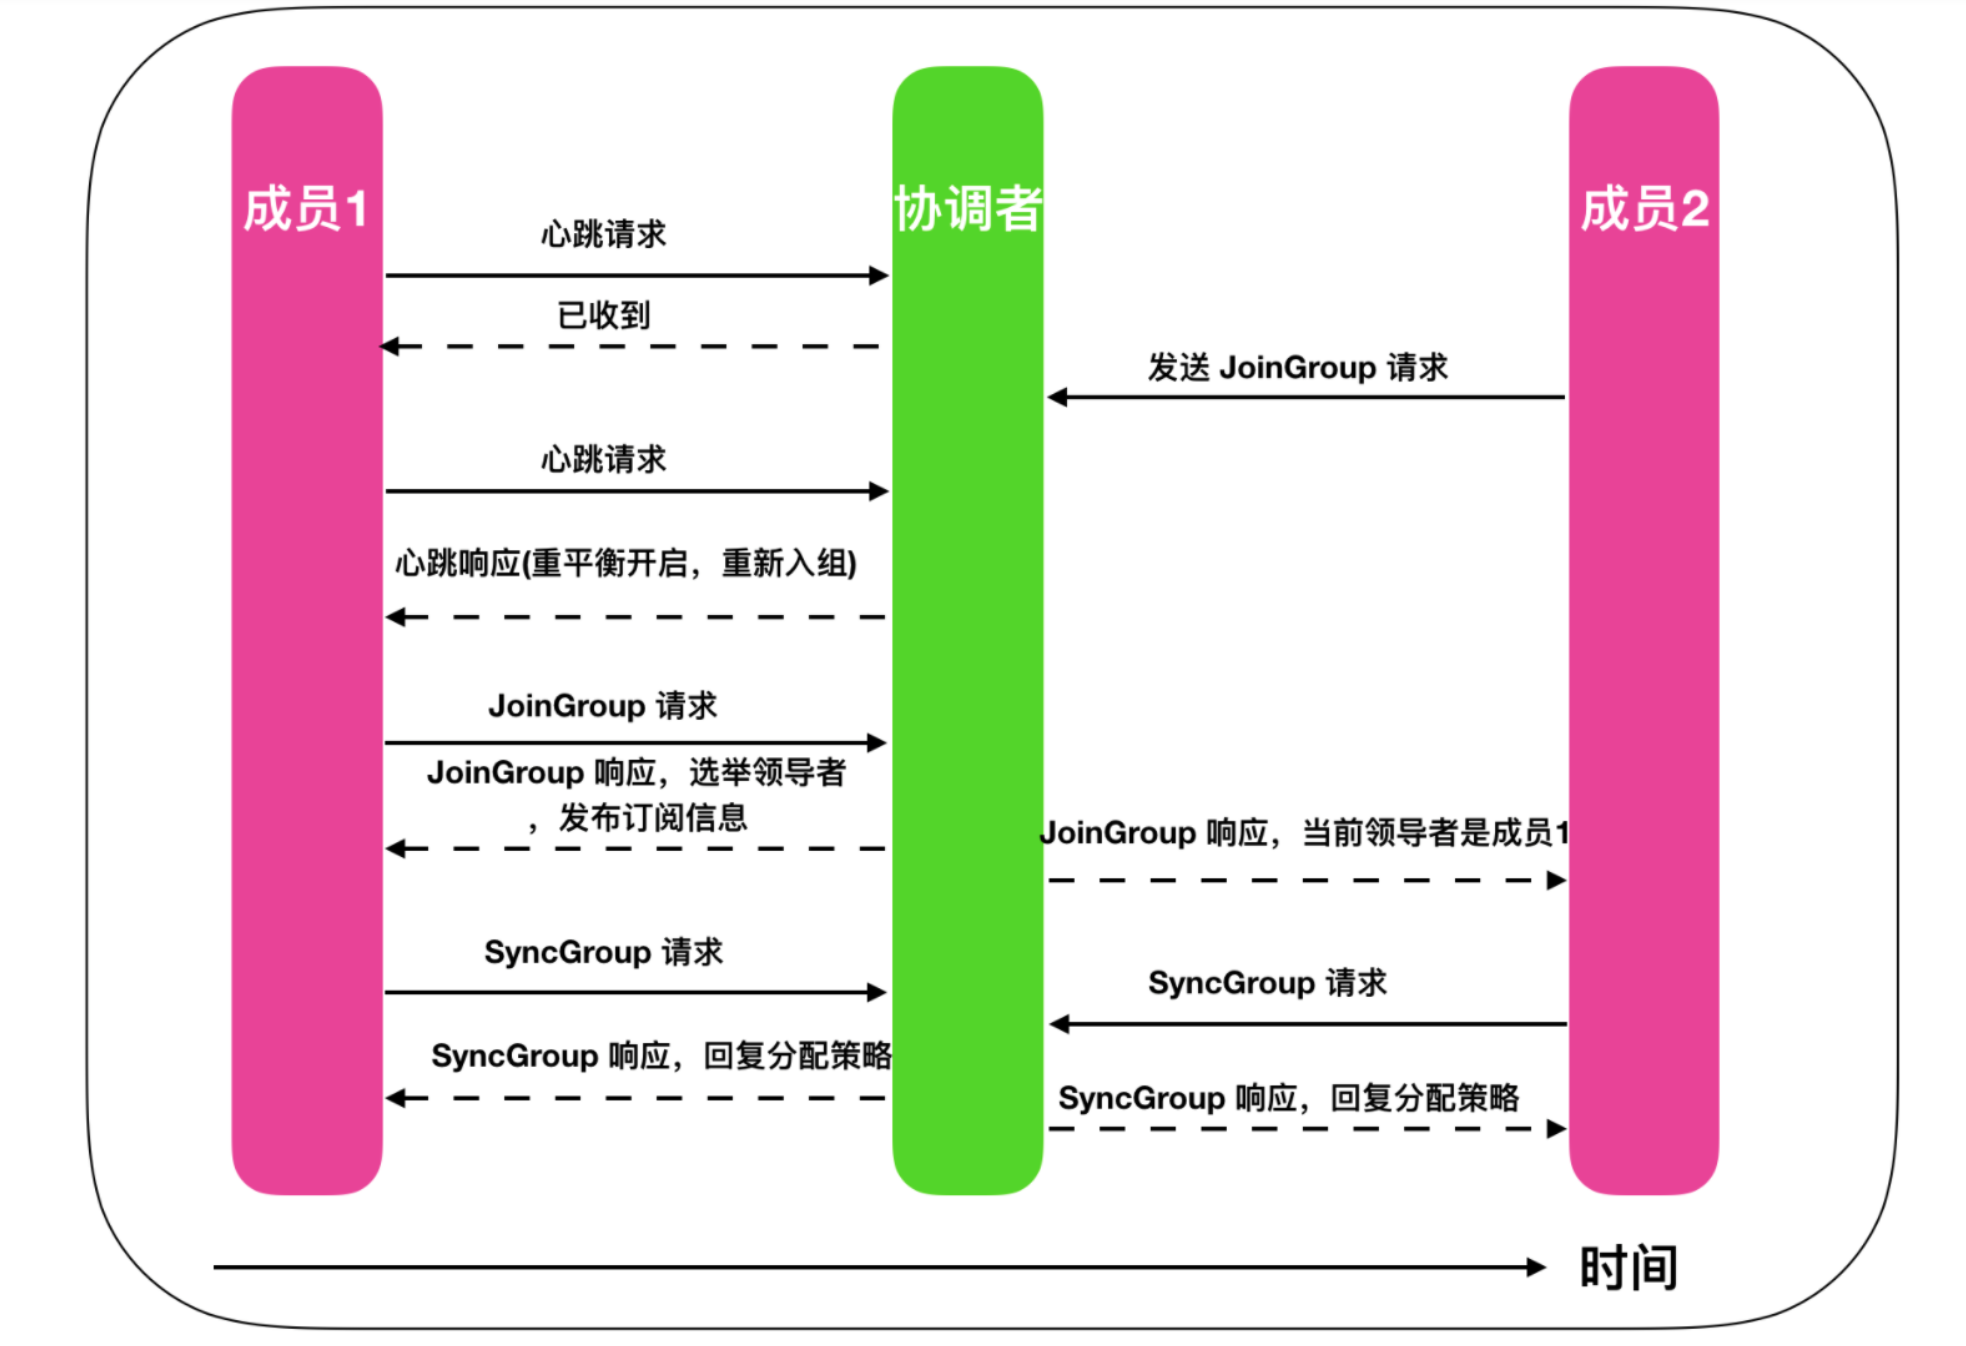 成员1
协调者
成员2
心跳请求
已收到
发送 JoinGroup 请求
心跳请求
心跳响应(重平衡开启，重新入组)
JoinGroup 请求
JoinGroup 响应，选举领导者
，发布订阅信息
JoinGroup 响应，当前领导者是成员1
SyncGroup 请求
SyncGroup 请求
SyncGroup 响应，回复分配策略
SyncGroup 响应，回复分配策略
时间